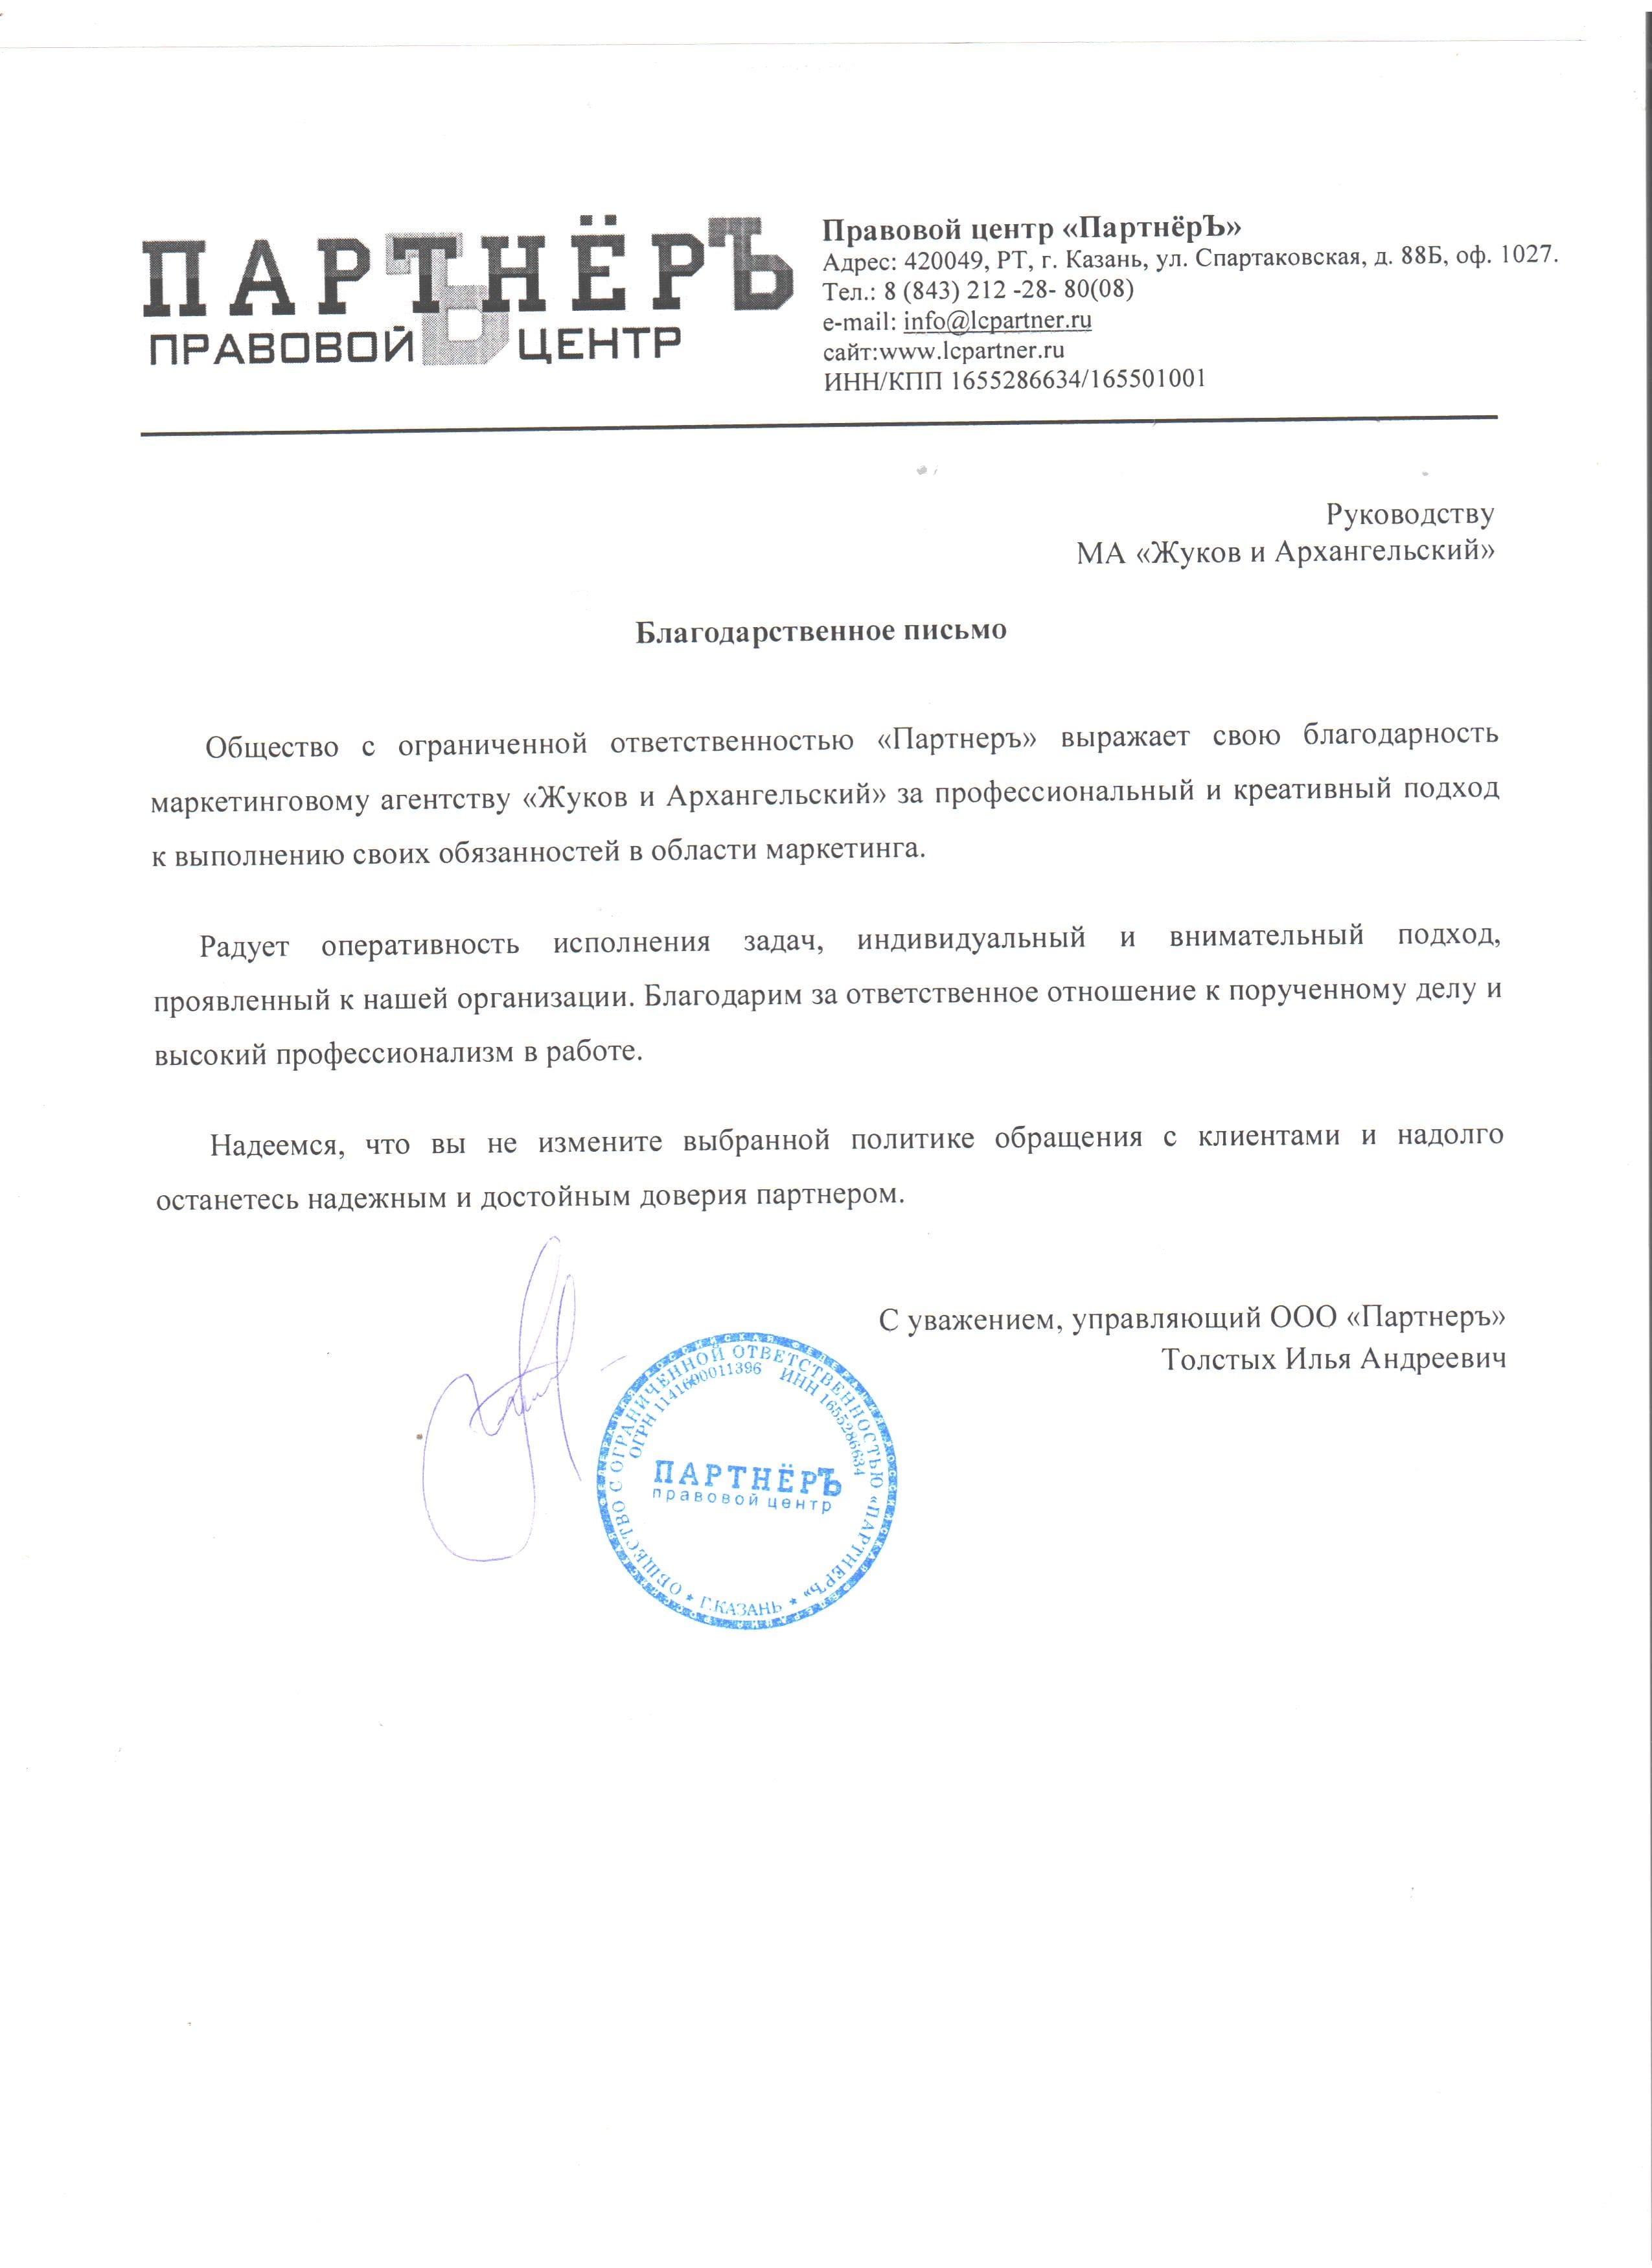 ПАРТНЁРЪ
ПРАВОВОЙ ЦЕНТР
Правовой центр «ПартнёрЪ»
Адрес: 420049, РТ, г. Казань, ул. Спартаковская, д. 88Б, оф. 1027.
Тел.: 8 (843) 212 -28- 80(08)
e-mail: info@lcpartner.ru
сайт:www.lcpartner.ru
ИНН/КПП 1655286634/165501001
Руководству
МА «Жуков и Архангельский»
Благодарственное письмо
Общество с ограниченной ответственностью «Партнеръ» выражает свою благодарность
маркетинговому агентству «Жуков и Архангельский» за профессиональный и креативный подход
к выполнению своих обязанностей в области маркетинга.
Радует оперативность исполнения задач, индивидуальный и внимательный подход,
проявленный к нашей организации. Благодарим за ответственное отношение к порученному делу и
высокий профессионализм в работе.
Надеемся, что вы не измените выбранной политике обращения с клиентами и надолго
останетесь надежным и достойным доверия партнером.
С уважением, управляющий ООО «Партнеръ»
Толстых Илья Андреевич
ОБЩЕСТВО С ОГРАНИЧЕННОЙ ОТВЕТСТВЕННОСТЬЮ «ПАРТНЕРЪ»
ОГРН 1141690011396 ИНН 1655286634
ПАРТНЁРЪ
правовой центр
* Г.КАЗАНЬ *